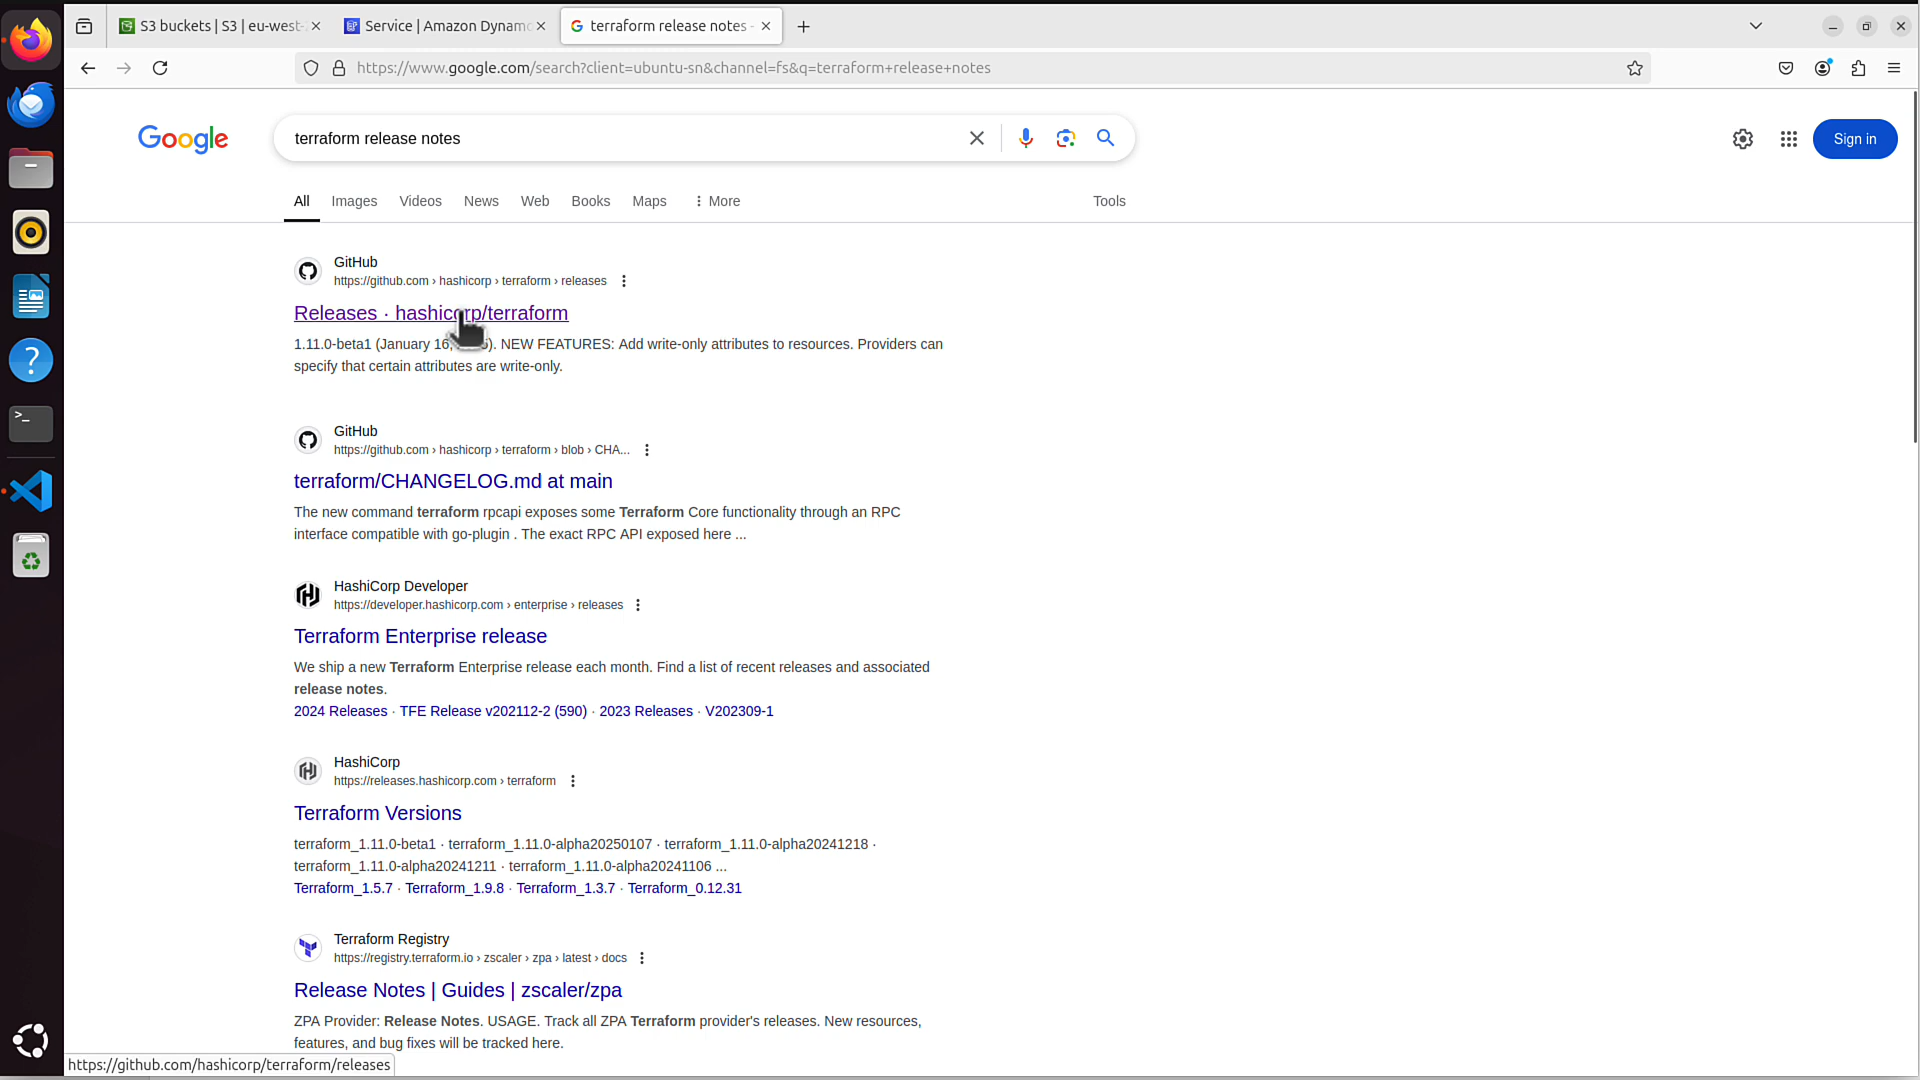 S3 buckets | S3 | eu-west-
Service | Amazon Dynamo
terraform release notes -
https://www.google.com/search?client=ubuntu-sn&channel=fs&q=terraform+release+notes
Google
terraform release notes
Sign in
All
Images
Videos
News
Web
Books
Maps
More
Tools
GitHub
https://github.com › hashicorp › terraform › releases
Releases · hashicorp/terraform
1.11.0-beta1 (January 16, ). NEW FEATURES: Add write-only attributes to resources. Providers can
specify that certain attributes are write-only.
GitHub
https://github.com › hashicorp › terraform › blob › CHA...
terraform/CHANGELOG.md at main
The new command terraform rpcapi exposes some Terraform Core functionality through an RPC
interface compatible with go-plugin . The exact RPC API exposed here ...
HashiCorp Developer
https://developer.hashicorp.com › enterprise › releases
Terraform Enterprise release
We ship a new Terraform Enterprise release each month. Find a list of recent releases and associated
release notes.
2024 Releases · TFE Release v202112-2 (590) · 2023 Releases · V202309-1
HashiCorp
https://releases.hashicorp.com › terraform
Terraform Versions
terraform_1.11.0-beta1 · terraform_1.11.0-alpha20250107 · terraform_1.11.0-alpha20241218 ·
terraform_1.11.0-alpha20241211 · terraform_1.11.0-alpha20241106 ...
Terraform_1.5.7 · Terraform_1.9.8 · Terraform_1.3.7 · Terraform_0.12.31
Terraform Registry
https://registry.terraform.io › zscaler › zpa › latest › docs
Release Notes | Guides | zscaler/zpa
ZPA Provider: Release Notes. USAGE. Track all ZPA Terraform provider's releases. New resources,
features, and bug fixes will be tracked here.
https://github.com/hashicorp/terraform/releases